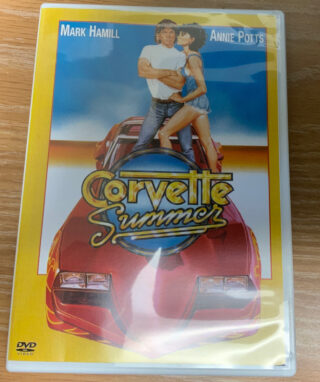 MARK HAMILL ANNIE POTTS
Corvette
Summer
DVD
VIDEO